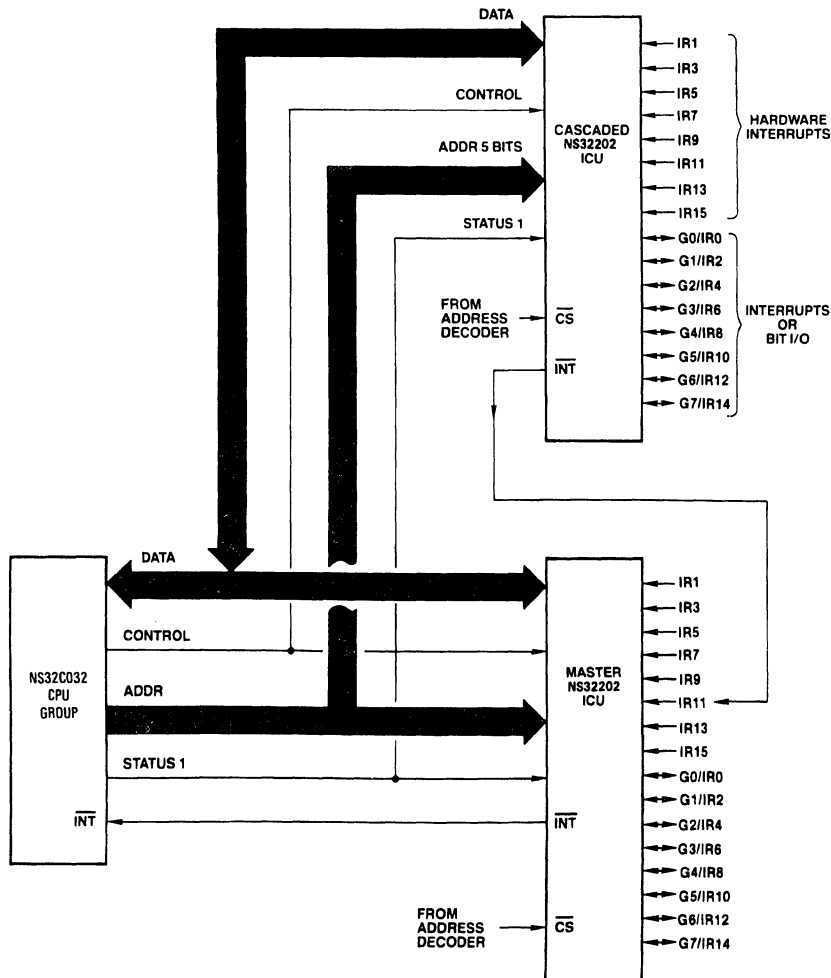 DATA
CONTROL
ADDR 5 BITS
STATUS 1
FROM
ADDRESS
DECODER
CS
INT
CASCADED
NS32202
ICU
IR1
IR3
IR5
IR7
IR9
IR11
IR13
IR15
HARDWARE
INTERRUPTS
G0/IR0
G1/IR2
G2/IR4
G3/IR6
G4/IR8
G5/IR10
G6/IR12
G7/IR14
INTERRUPTS
OR
BIT I/O
NS32C032
CPU
GROUP
INT
DATA
CONTROL
ADDR
STATUS 1
MASTER
NS32202
ICU
INT
FROM
ADDRESS
DECODER
CS
IR1
IR3
IR5
IR7
IR9
IR11
IR13
IR15
G0/IR0
G1/IR2
G2/IR4
G3/IR6
G4/IR8
G5/IR10
G6/IR12
G7/IR14